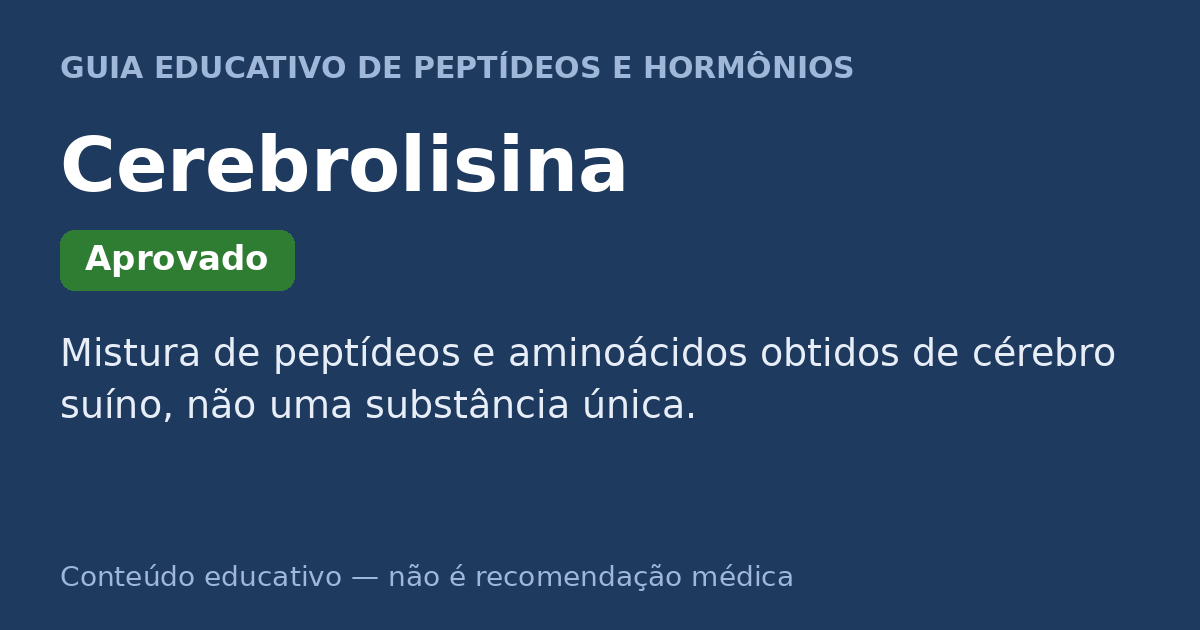 GUIA EDUCATIVO DE PEPTÍDEOS E HORMÔNIOS
Cerebrolisina
Aprovado
Mistura de peptídeos e aminoácidos obtidos de cérebro
suíno, não uma substância única.
Conteúdo educativo — não é recomendação médica